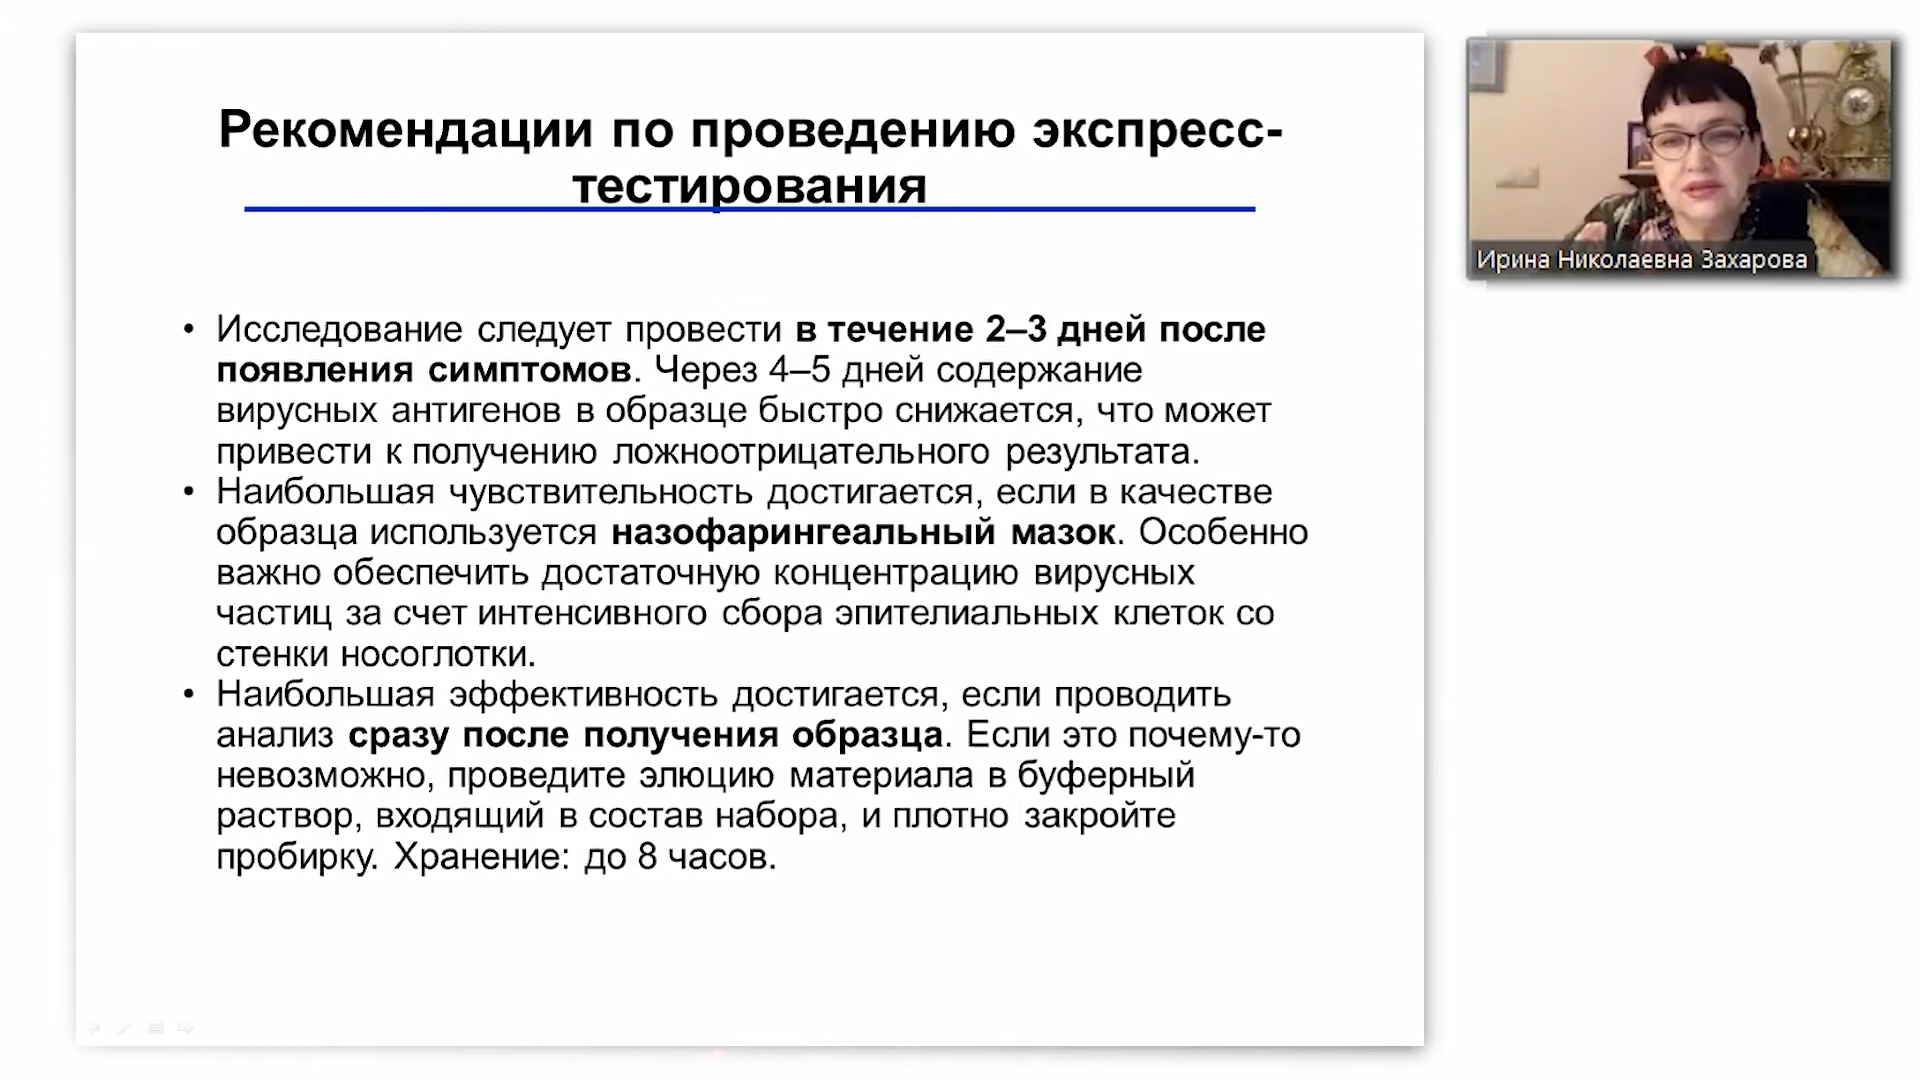 Рекомендации по проведению экспресс-
тестирования
• Исследование следует провести в течение 2–3 дней после
появления симптомов. Через 4–5 дней содержание
вирусных антигенов в образце быстро снижается, что может
привести к получению ложноотрицательного результата.
• Наибольшая чувствительность достигается, если в качестве
образца используется назофарингеальный мазок. Особенно
важно обеспечить достаточную концентрацию вирусных
частиц за счет интенсивного сбора эпителиальных клеток со
стенки носоглотки.
• Наибольшая эффективность достигается, если проводить
анализ сразу после получения образца. Если это почему-то
невозможно, проведите элюцию материала в буферный
раствор, входящий в состав набора, и плотно закройте
пробирку. Хранение: до 8 часов.
Ирина Николаевна Захарова